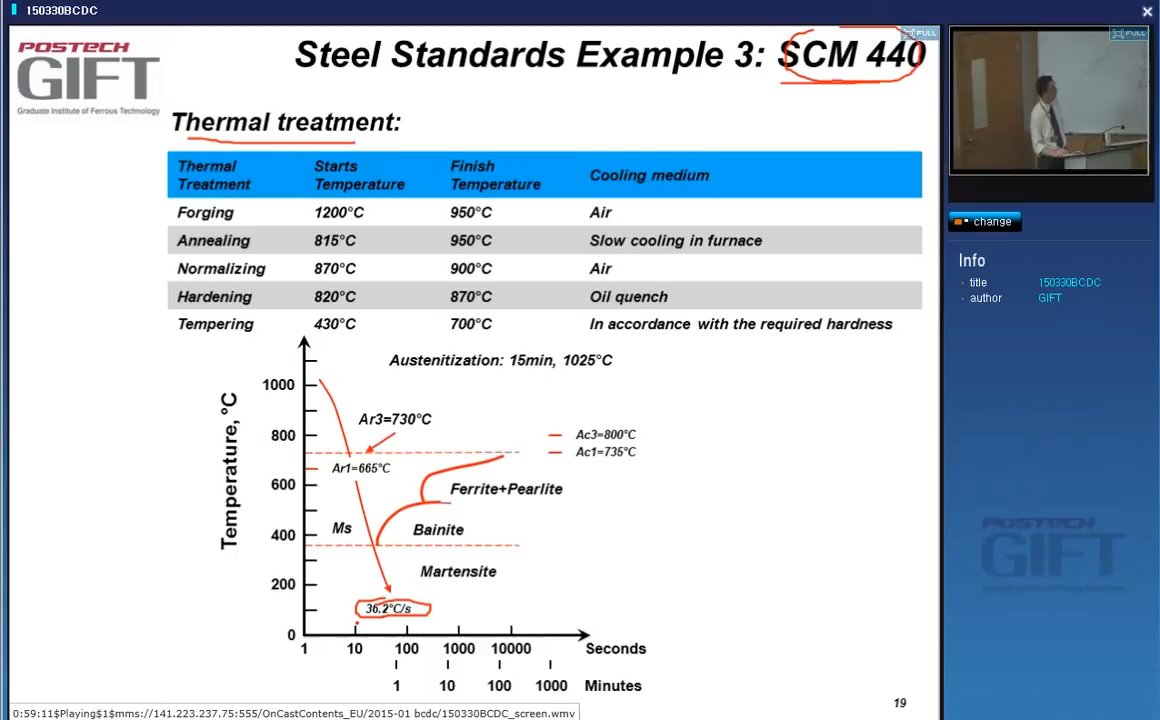 150330BCDC
POSTECH
GIFT
Graduate Institute of Ferrous Technology
Steel Standards Example 3: SCM 440
FULL
FULL
Thermal treatment:
Thermal Treatment Starts Temperature Finish Temperature Cooling medium
Forging 1200°C 950°C Air
Annealing 815°C 950°C Slow cooling in furnace
Normalizing 870°C 900°C Air
Hardening 820°C 870°C Oil quench
Tempering 430°C 700°C In accordance with the required hardness
Austenitization: 15min, 1025°C
Temperature, °C
1000
800
600
400
200
0
Ar3=730°C
Ar1=665°C
Ac3=800°C
Ac1=735°C
Ferrite+Pearlite
Ms
Bainite
Martensite
36.2°C/s
1 10 100 1000 10000 Seconds
1 10 100 1000 Minutes
19
change
Info
title 150330BCDC
author GIFT
POSTECH
GIFT
0:59:11$Playing$1$mms://141.223.237.75:555/OnCastContents_EU/2015-01 bcdc/150330BCDC_screen.wmv